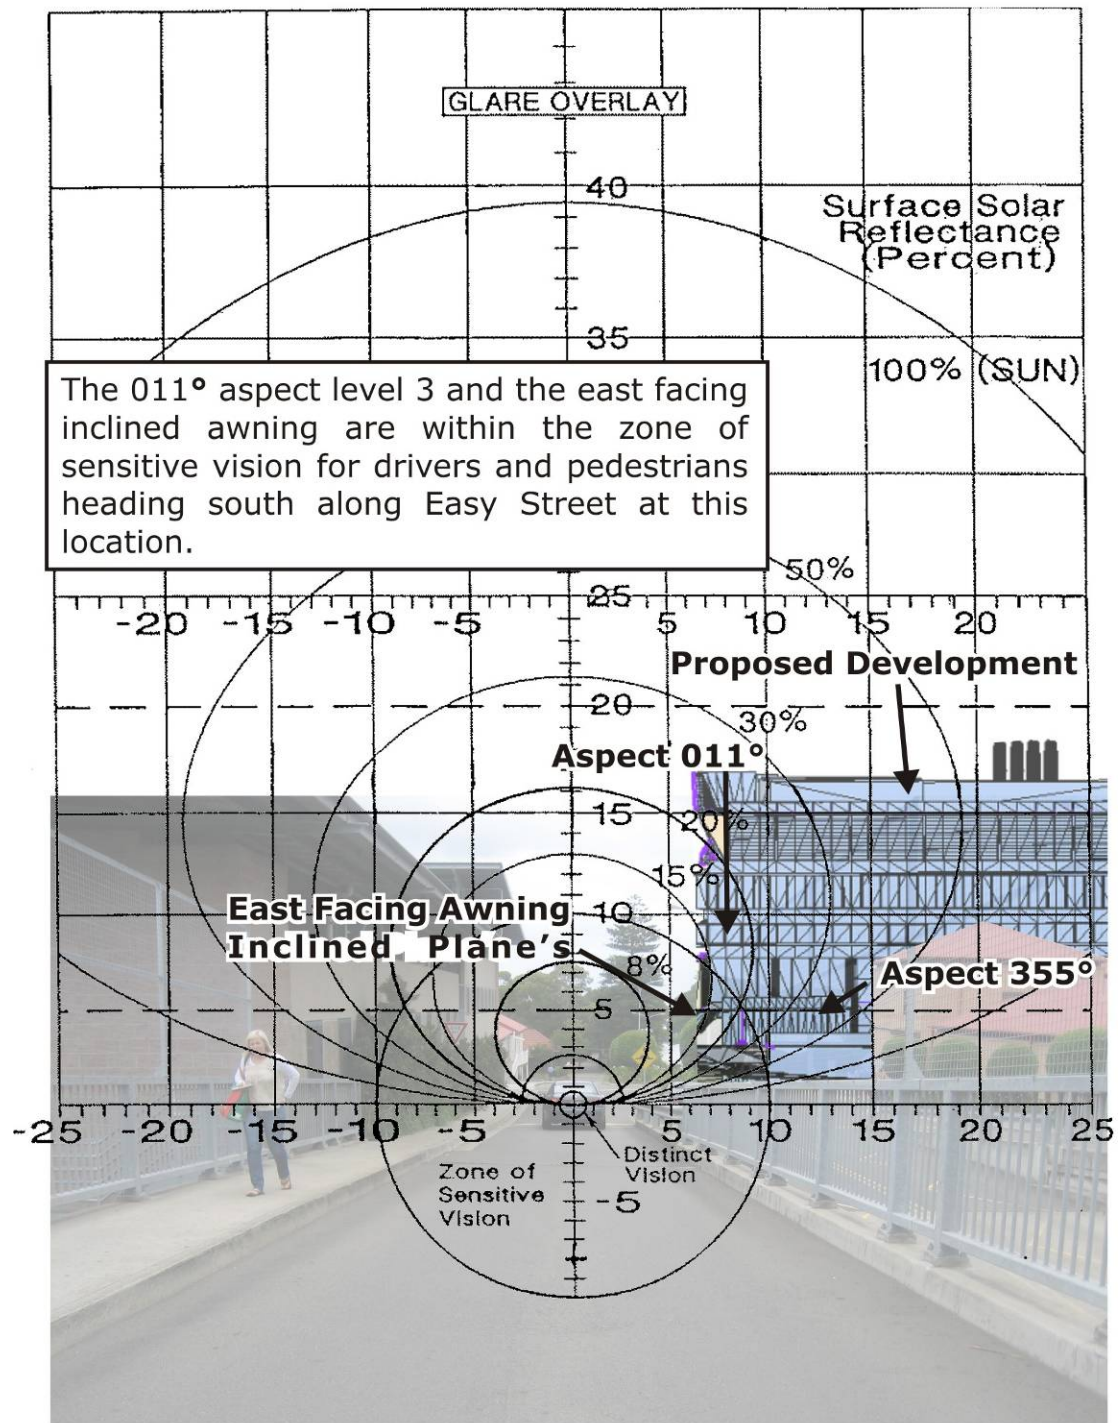 GLARE OVERLAY
40
Surface Solar
Reflectance
(Percent)
35
100% (SUN)
The 011° aspect level 3 and the east facing
inclined awning are within the zone of
sensitive vision for drivers and pedestrians
heading south along Easy Street at this
location.
50%
25
-20 -15 -10 -5 5 10 15 20
Proposed Development
20
30%
Aspect 011°
15
20%
15%
East Facing Awning
Inclined Plane's
10
8%
Aspect 355°
5
-25 -20 -15 -10 -5 5 10 15 20 25
Distinct
Vision
Zone of
Sensitive
Vision
-5